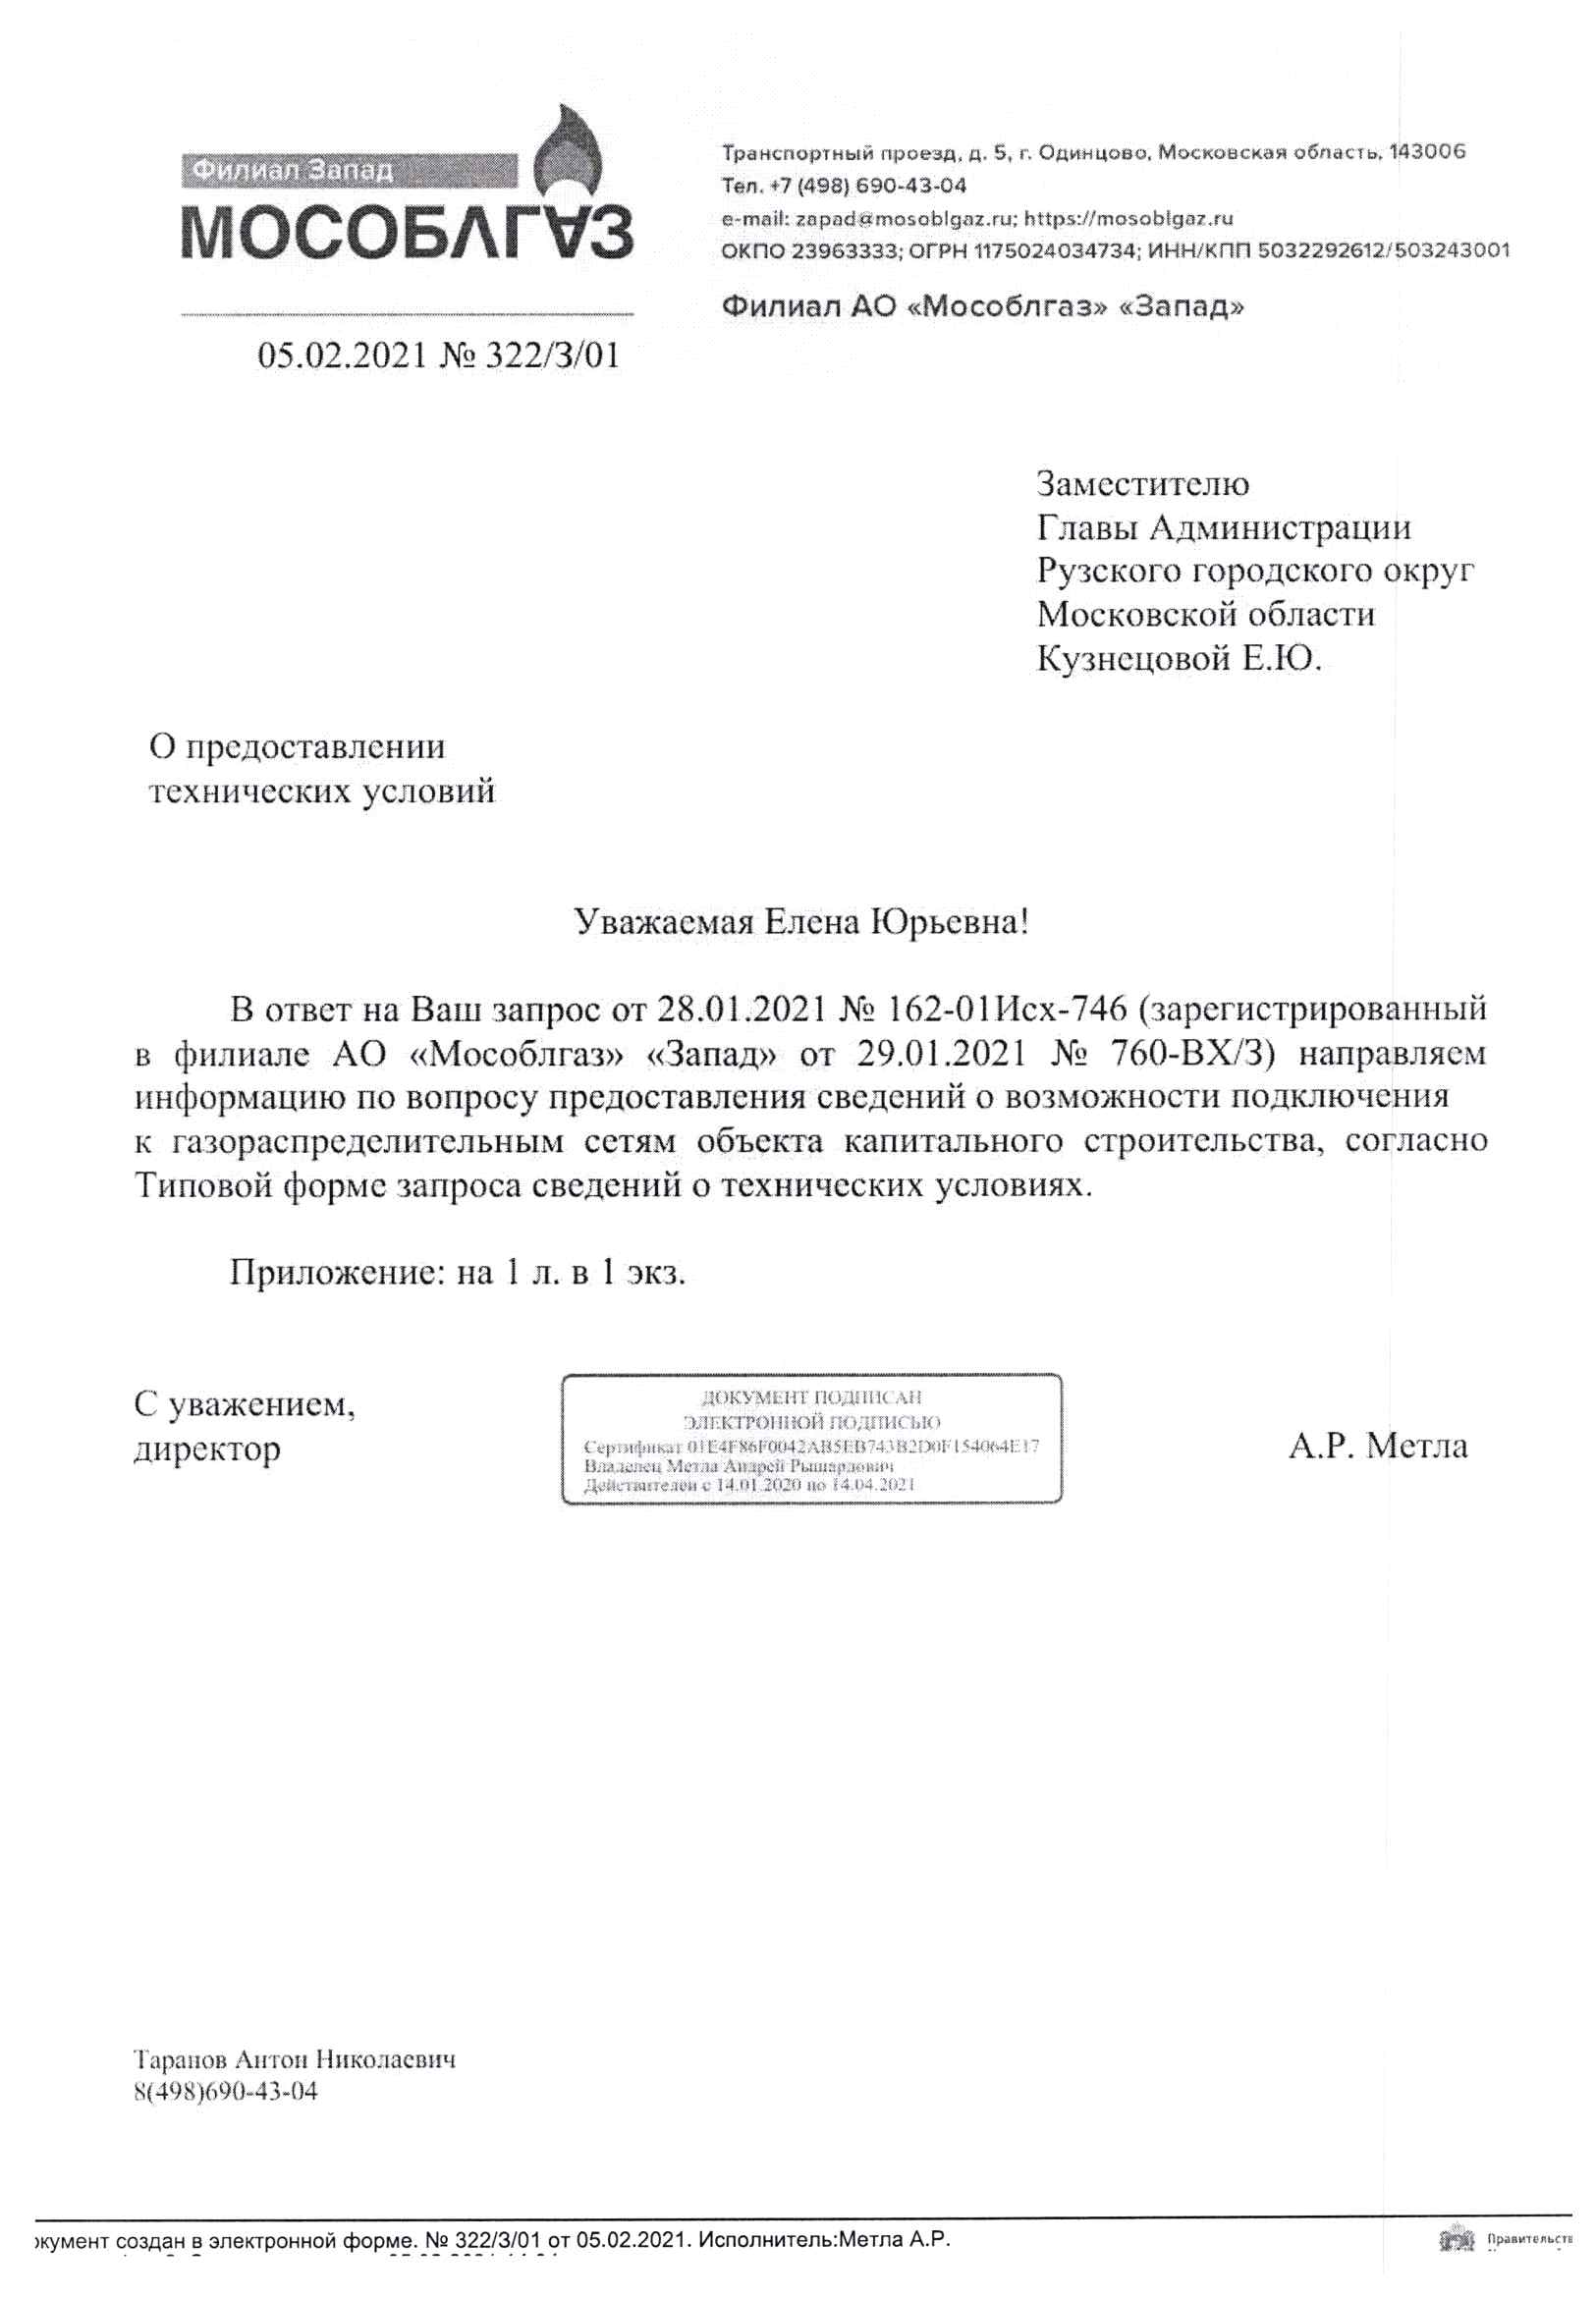 Филиал Запад
МОСОБЛГАЗ
Транспортный проезд, д. 5, г. Одинцово, Московская область, 143006
Тел. +7 (498) 690-43-04
e-mail: zapad@mosoblgaz.ru; https://mosoblgaz.ru
ОКПО 23963333; ОГРН 1175024034734; ИНН/КПП 5032292612/503243001
Филиал АО «Мособлгаз» «Запад»
05.02.2021 № 322/З/01
Заместителю
Главы Администрации
Рузского городского округ
Московской области
Кузнецовой Е.Ю.
О предоставлении
технических условий
Уважаемая Елена Юрьевна!
В ответ на Ваш запрос от 28.01.2021 № 162-01Исх-746 (зарегистрированный
в филиале АО «Мособлгаз» «Запад» от 29.01.2021 № 760-ВХ/З) направляем
информацию по вопросу предоставления сведений о возможности подключения
к газораспределительным сетям объекта капитального строительства, согласно
Типовой форме запроса сведений о технических условиях.
Приложение: на 1 л. в 1 экз.
С уважением,
директор
ДОКУМЕНТ ПОДПИСАН
ЭЛЕКТРОННОЙ ПОДПИСЬЮ
Сертификат 01E4F86F0042AB5EB743B2D0F154064E17
Владелец Метла Андрей Рышардович
Действителен с 14.01.2020 по 14.04.2021
А.Р. Метла
Таранов Антон Николаевич
8(498)690-43-04
окумент создан в электронной форме. № 322/З/01 от 05.02.2021. Исполнитель:Метла А.Р.
Правительств